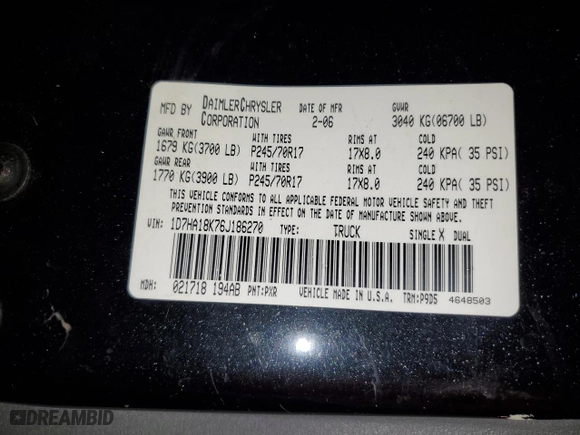 MFD BY DAIMLERCHRYSLER CORPORATION DATE OF MFR 2-06 GVWR 3040 KG(06700 LB)
GAWR FRONT WITH TIRES RIMS AT COLD
1679 KG(3700 LB) P245/70R17 17X8.0 240 KPA( 35 PSI)
GAWR REAR WITH TIRES RIMS AT COLD
1770 KG(3900 LB) P245/70R17 17X8.0 240 KPA( 35 PSI)
THIS VEHICLE CONFORMS TO ALL APPLICABLE FEDERAL MOTOR VEHICLE SAFETY AND THEFT
PREVENTION STANDARDS IN EFFECT ON THE DATE OF MANUFACTURE SHOWN ABOVE.
VIN: 1D7HA18K76J186270 TYPE: TRUCK SINGLE X DUAL
MDH: 021718 194AB PNT:PXR VEHICLE MADE IN U.S.A. TRM:P9D5 4648503
DREAMBID